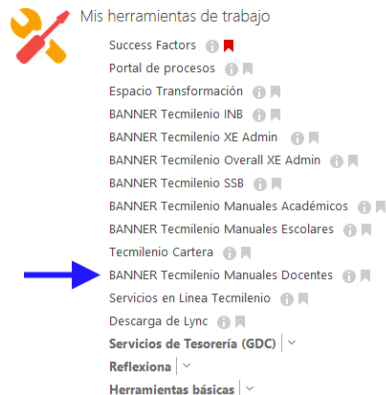 Mis herramientas de trabajo
Success Factors
Portal de procesos
Espacio Transformación
BANNER Tecmilenio INB
BANNER Tecmilenio XE Admin
BANNER Tecmilenio Overall XE Admin
BANNER Tecmilenio SSB
BANNER Tecmilenio Manuales Académicos
BANNER Tecmilenio Manuales Escolares
Tecmilenio Cartera
BANNER Tecmilenio Manuales Docentes
Servicios en Linea Tecmilenio
Descarga de Lync
Servicios de Tesorería (GDC)
Reflexiona
Herramientas básicas